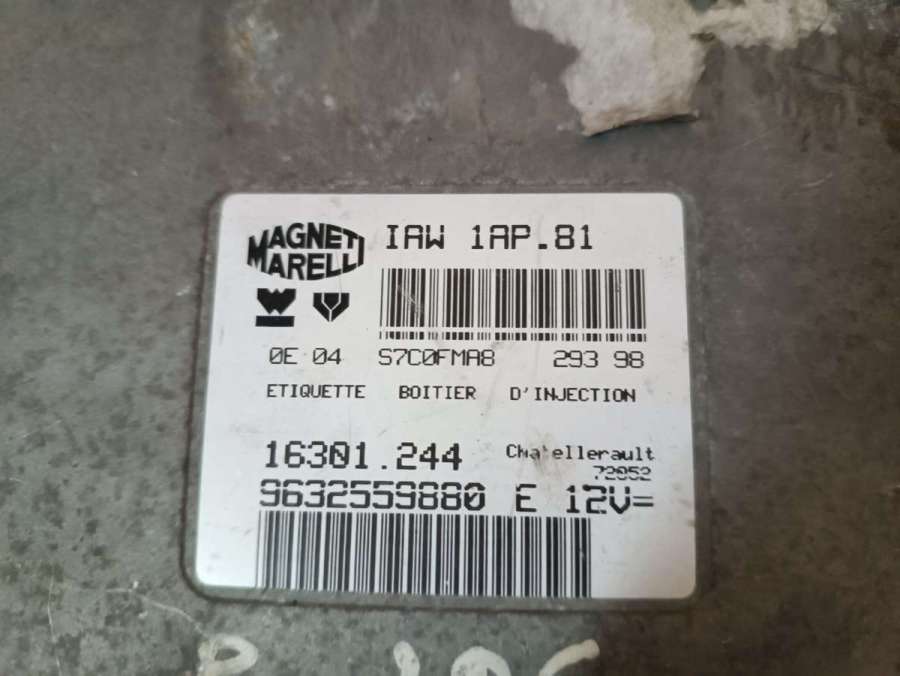 MAGNETI MARELLI
IAW 1AP.81
0E 04 S7C0FMA8 293 98
ETIQUETTE BOITIER D'INJECTION
16301.244 Chatellerault
72052
9632559880 E 12V=